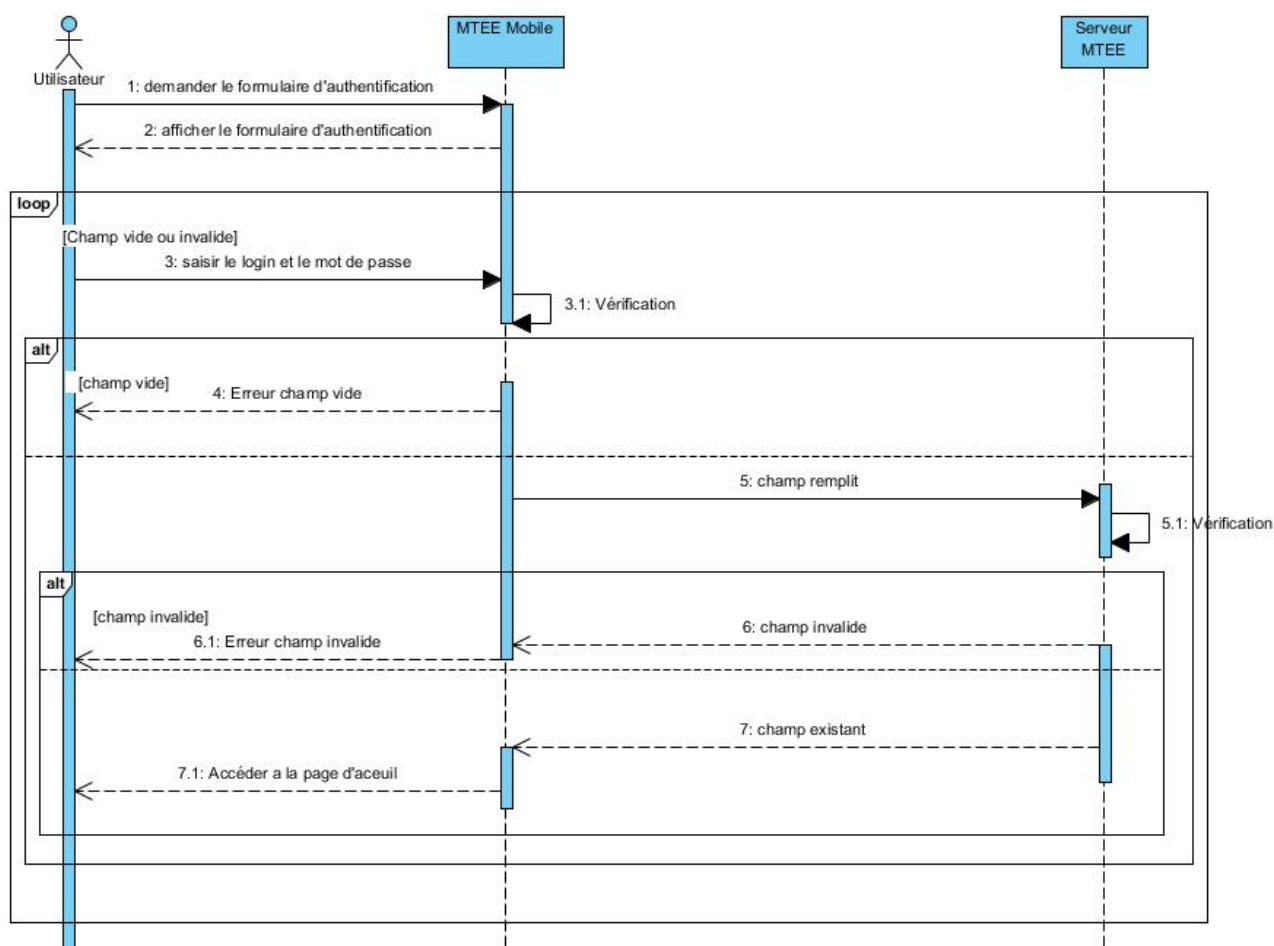 MTEE Mobile
Serveur
MTEE
Utilisateur
1: demander le formulaire d'authentification
2: afficher le formulaire d'authentification
loop
[Champ vide ou invalide]
3: saisir le login et le mot de passe
3.1: Vérification
alt
[champ vide]
4: Erreur champ vide
5: champ remplit
5.1: Vérification
alt
[champ invalide]
6: champ invalide
6.1: Erreur champ invalide
7: champ existant
7.1: Accéder a la page d'aceuil